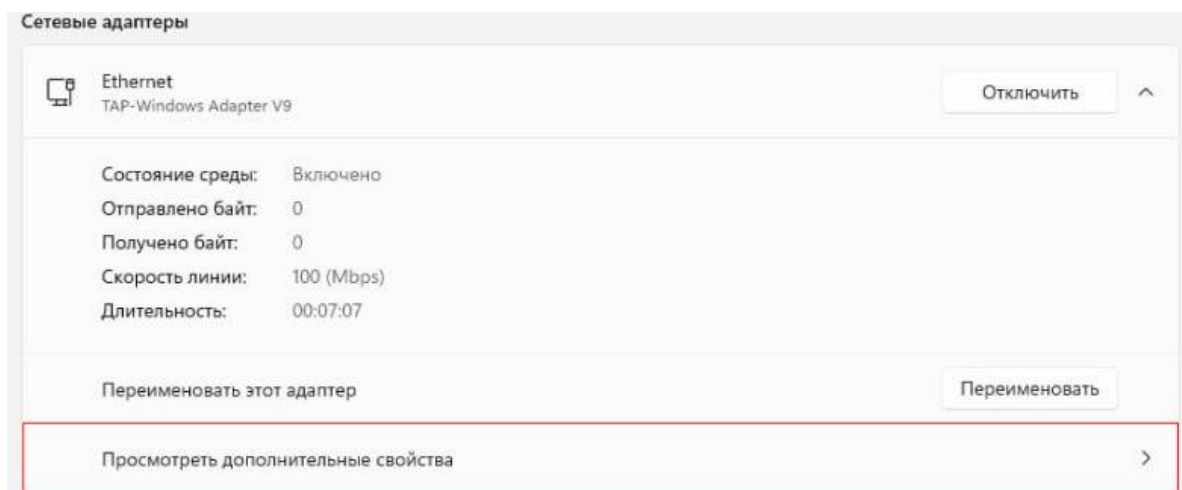 Сетевые адаптеры
Ethernet
TAP-Windows Adapter V9
Отключить
Состояние среды: Включено
Отправлено байт: 0
Получено байт: 0
Скорость линии: 100 (Mbps)
Длительность: 00:07:07
Переименовать этот адаптер Переименовать
Просмотреть дополнительные свойства